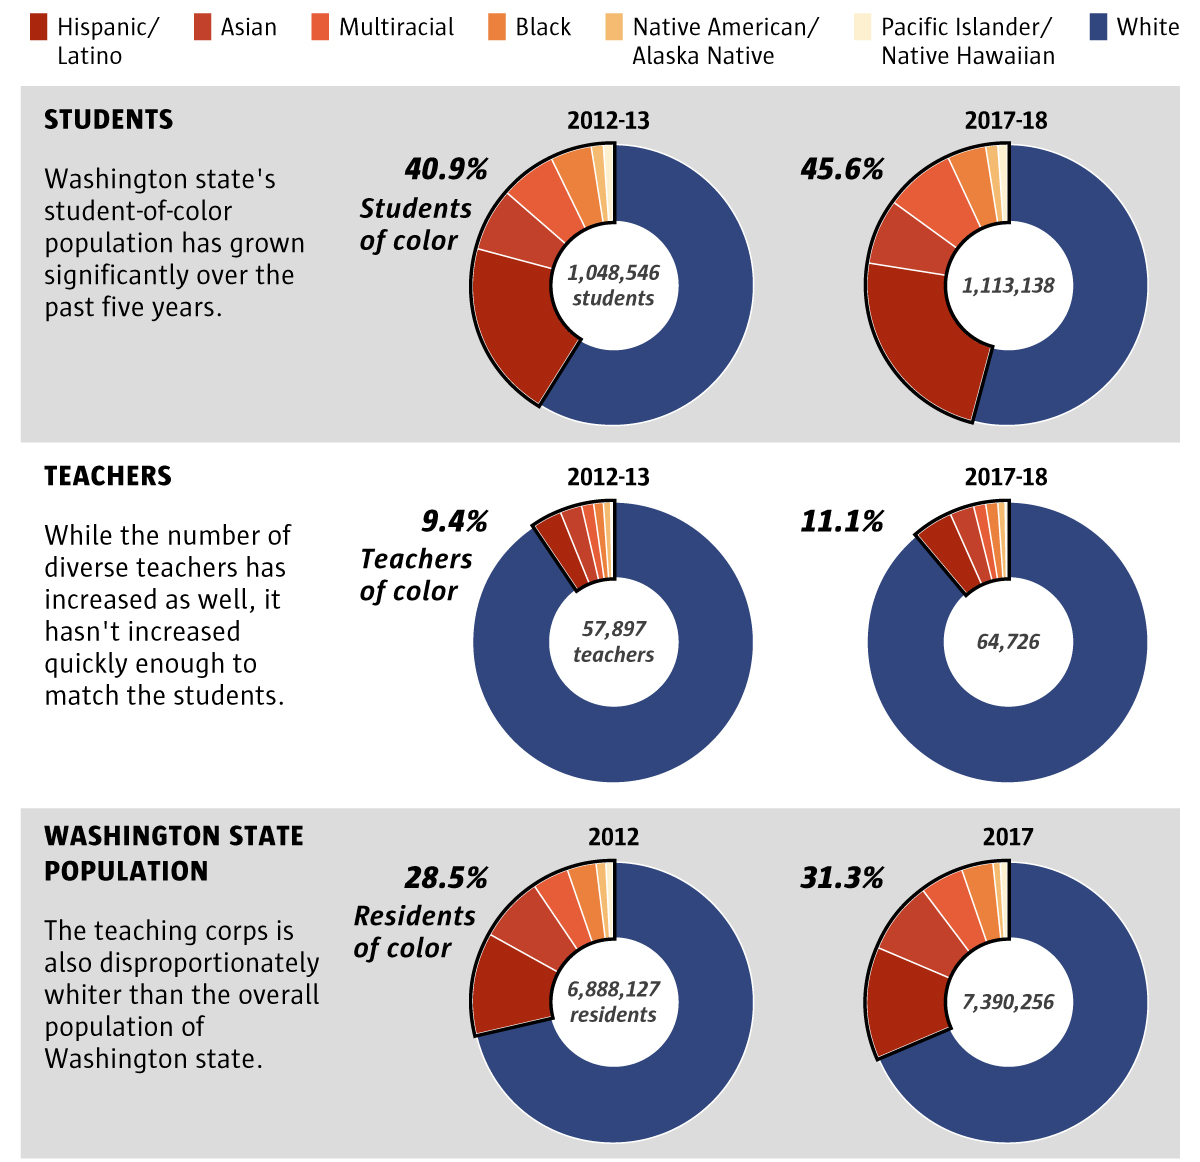 Hispanic/
Latino
Asian
Multiracial
Black
Native American/
Alaska Native
Pacific Islander/
Native Hawaiian
White
STUDENTS
Washington state's
student-of-color
population has grown
significantly over the
past five years.
2012-13
40.9%
Students
of color
1,048,546
students
2017-18
45.6%
1,113,138
TEACHERS
While the number of
diverse teachers has
increased as well, it
hasn't increased
quickly enough to
match the students.
2012-13
9.4%
Teachers
of color
57,897
teachers
2017-18
11.1%
64,726
WASHINGTON STATE
POPULATION
The teaching corps is
also disproportionately
whiter than the overall
population of
Washington state.
2012
28.5%
Residents
of color
6,888,127
residents
2017
31.3%
7,390,256